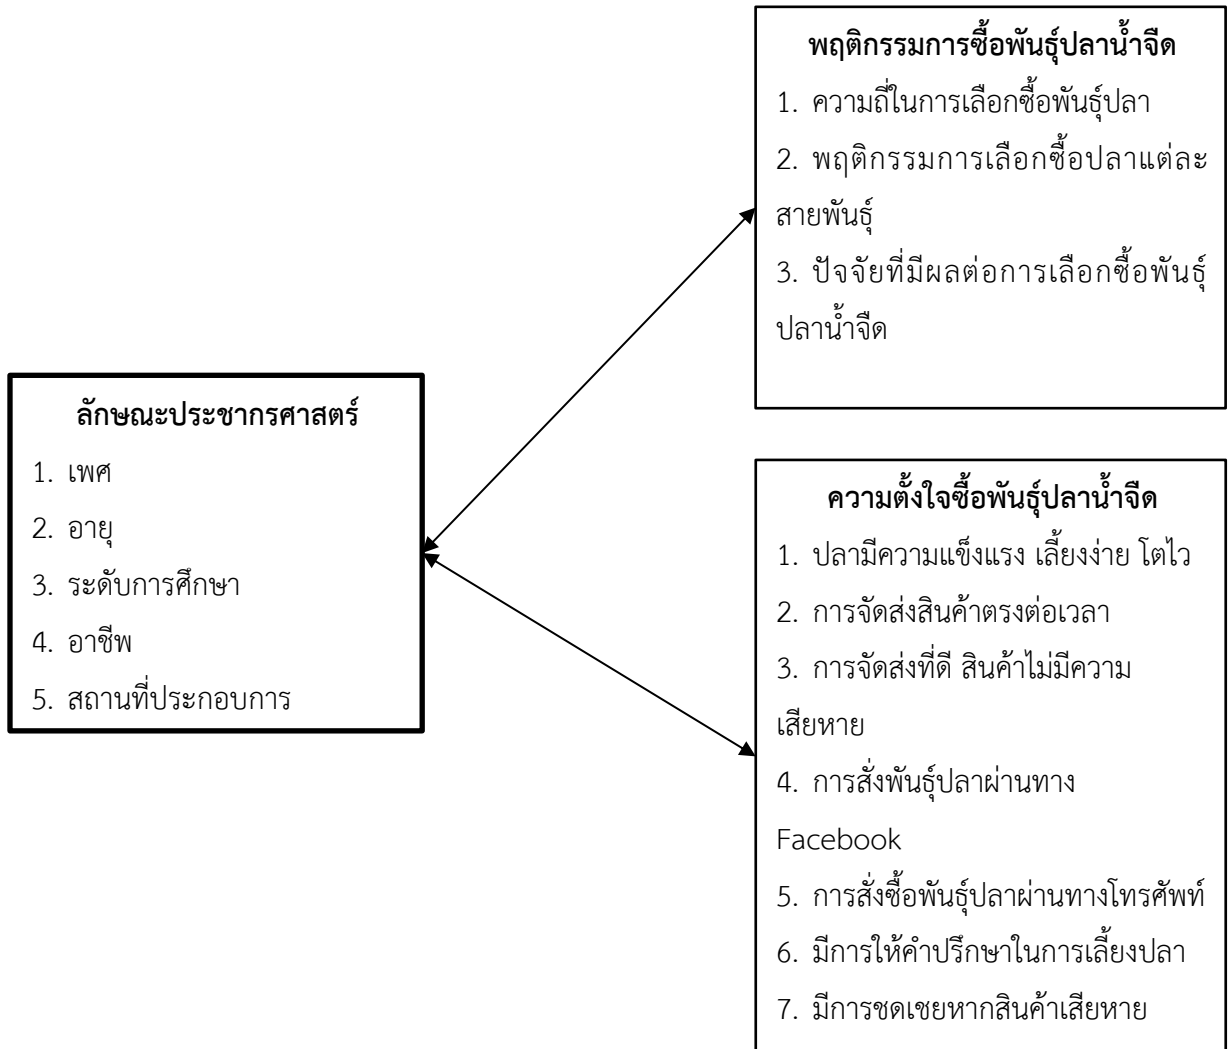 พฤติกรรมการซื้อพันธุ์ปลาน้ำจืด
1. ความถี่ในการเลือกซื้อพันธุ์ปลา
2. พฤติกรรมการเลือกซื้อปลาแต่ละ
สายพันธุ์
3. ปัจจัยที่มีผลต่อการเลือกซื้อพันธุ์
ปลาน้ำจืด
ลักษณะประชากรศาสตร์
1. เพศ
2. อายุ
3. ระดับการศึกษา
4. อาชีพ
5. สถานที่ประกอบการ
ความตั้งใจซื้อพันธุ์ปลาน้ำจืด
1. ปลามีความแข็งแรง เลี้ยงง่าย โตไว
2. การจัดส่งสินค้าตรงต่อเวลา
3. การจัดส่งที่ดี สินค้าไม่มีความ
เสียหาย
4. การสั่งพันธุ์ปลาผ่านทาง
Facebook
5. การสั่งซื้อพันธุ์ปลาผ่านทางโทรศัพท์
6. มีการให้คำปรึกษาในการเลี้ยงปลา
7. มีการชดเชยหากสินค้าเสียหาย